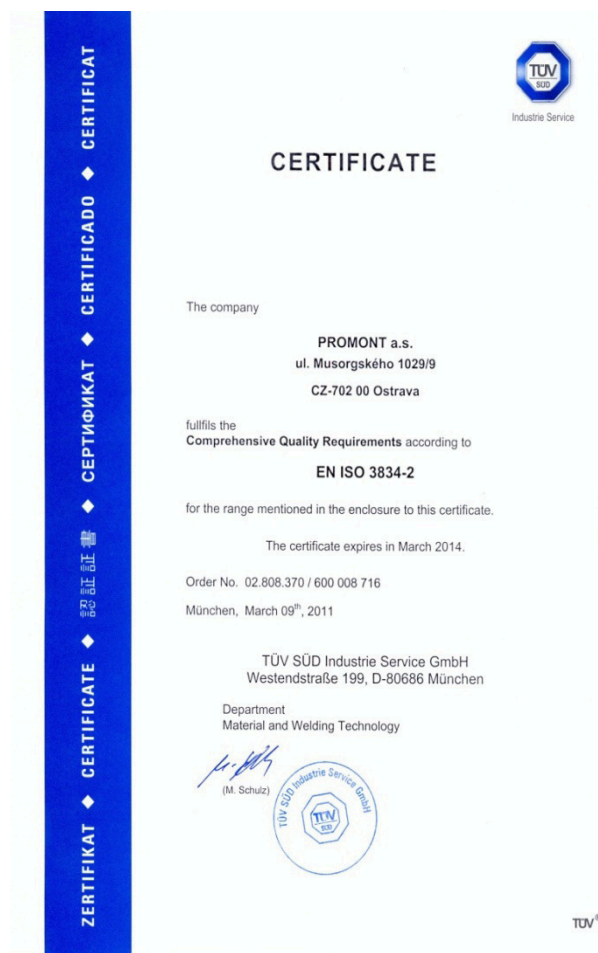 ZERTIFIKAT ◆ CERTIFICATE ◆ 認証証書 ◆ СЕРТИФИКАТ ◆ CERTIFICADO ◆ CERTIFICAT
TÜV
SÜD
Industrie Service
CERTIFICATE
The company
PROMONT a.s.
ul. Musorgského 1029/9
CZ-702 00 Ostrava
fullfils the
Comprehensive Quality Requirements according to
EN ISO 3834-2
for the range mentioned in the enclosure to this certificate.
The certificate expires in March 2014.
Order No. 02.808.370 / 600 008 716
München, March 09th, 2011
TÜV SÜD Industrie Service GmbH
Westendstraße 199, D-80686 München
Department
Material and Welding Technology
(M. Schulz)
TÜV SÜD Industrie Service GmbH
TÜV
SÜD
TÜV®